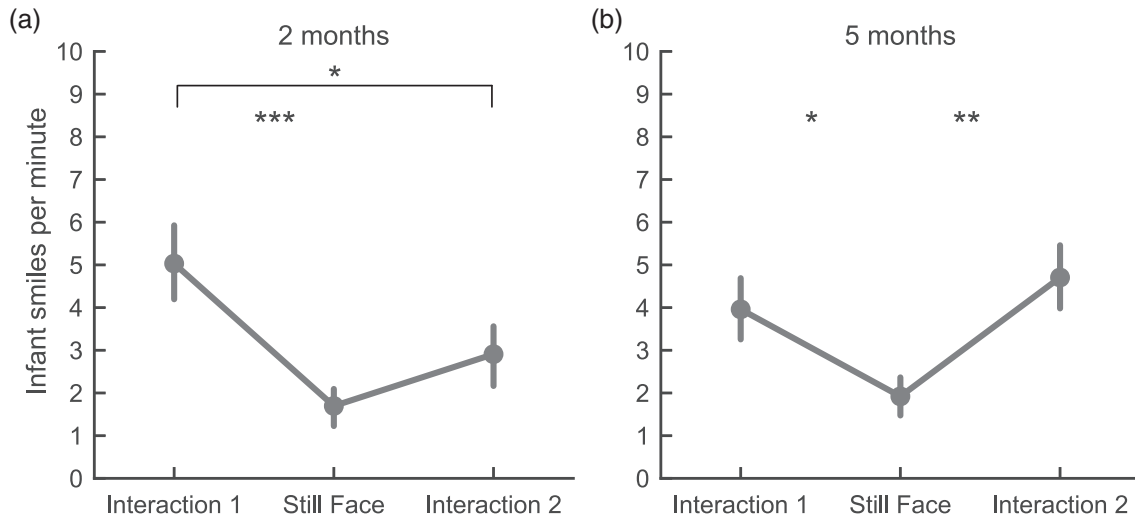 (a)
2 months
Infant smiles per minute
10
9
8
7
6
5
4
3
2
1
0
*
***
Interaction 1
Still Face
Interaction 2
(b)
5 months
10
9
8
7
6
5
4
3
2
1
0
*
**
Interaction 1
Still Face
Interaction 2